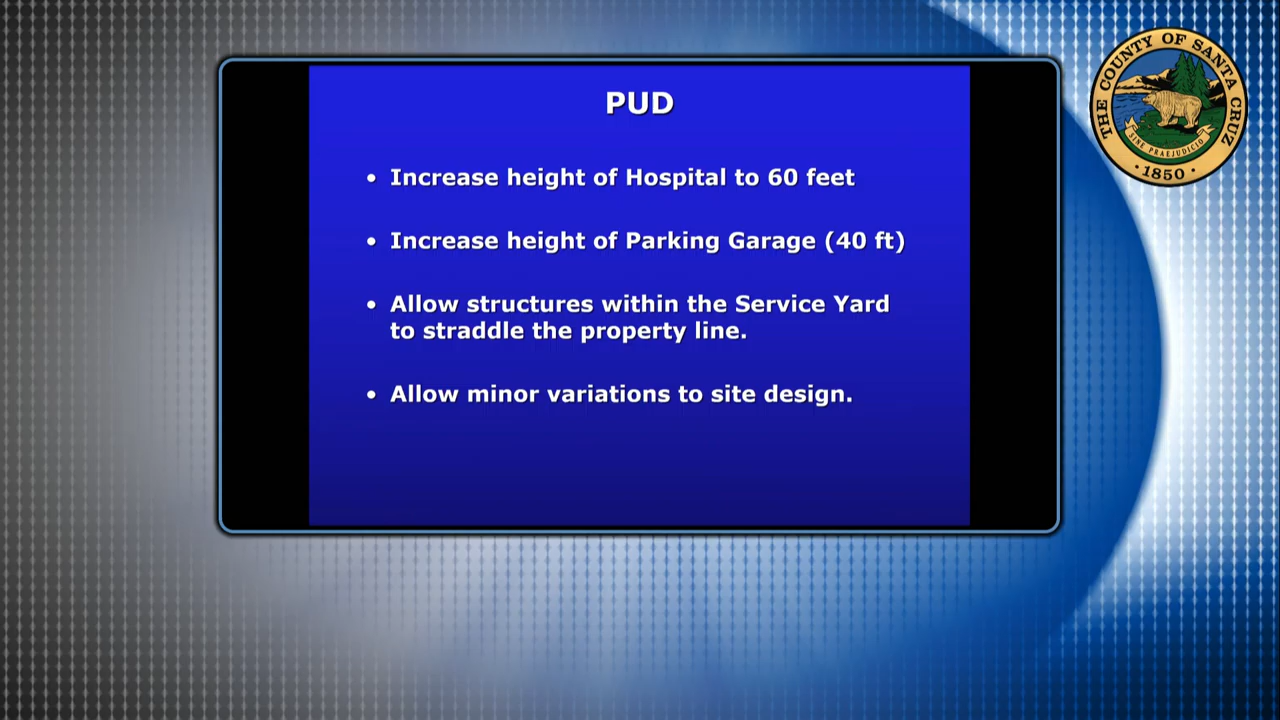 PUD
• Increase height of Hospital to 60 feet
• Increase height of Parking Garage (40 ft)
• Allow structures within the Service Yard
to straddle the property line.
• Allow minor variations to site design.
THE COUNTY OF SANTA CRUZ
SINE PRAEJUDICIO
• 1850 •